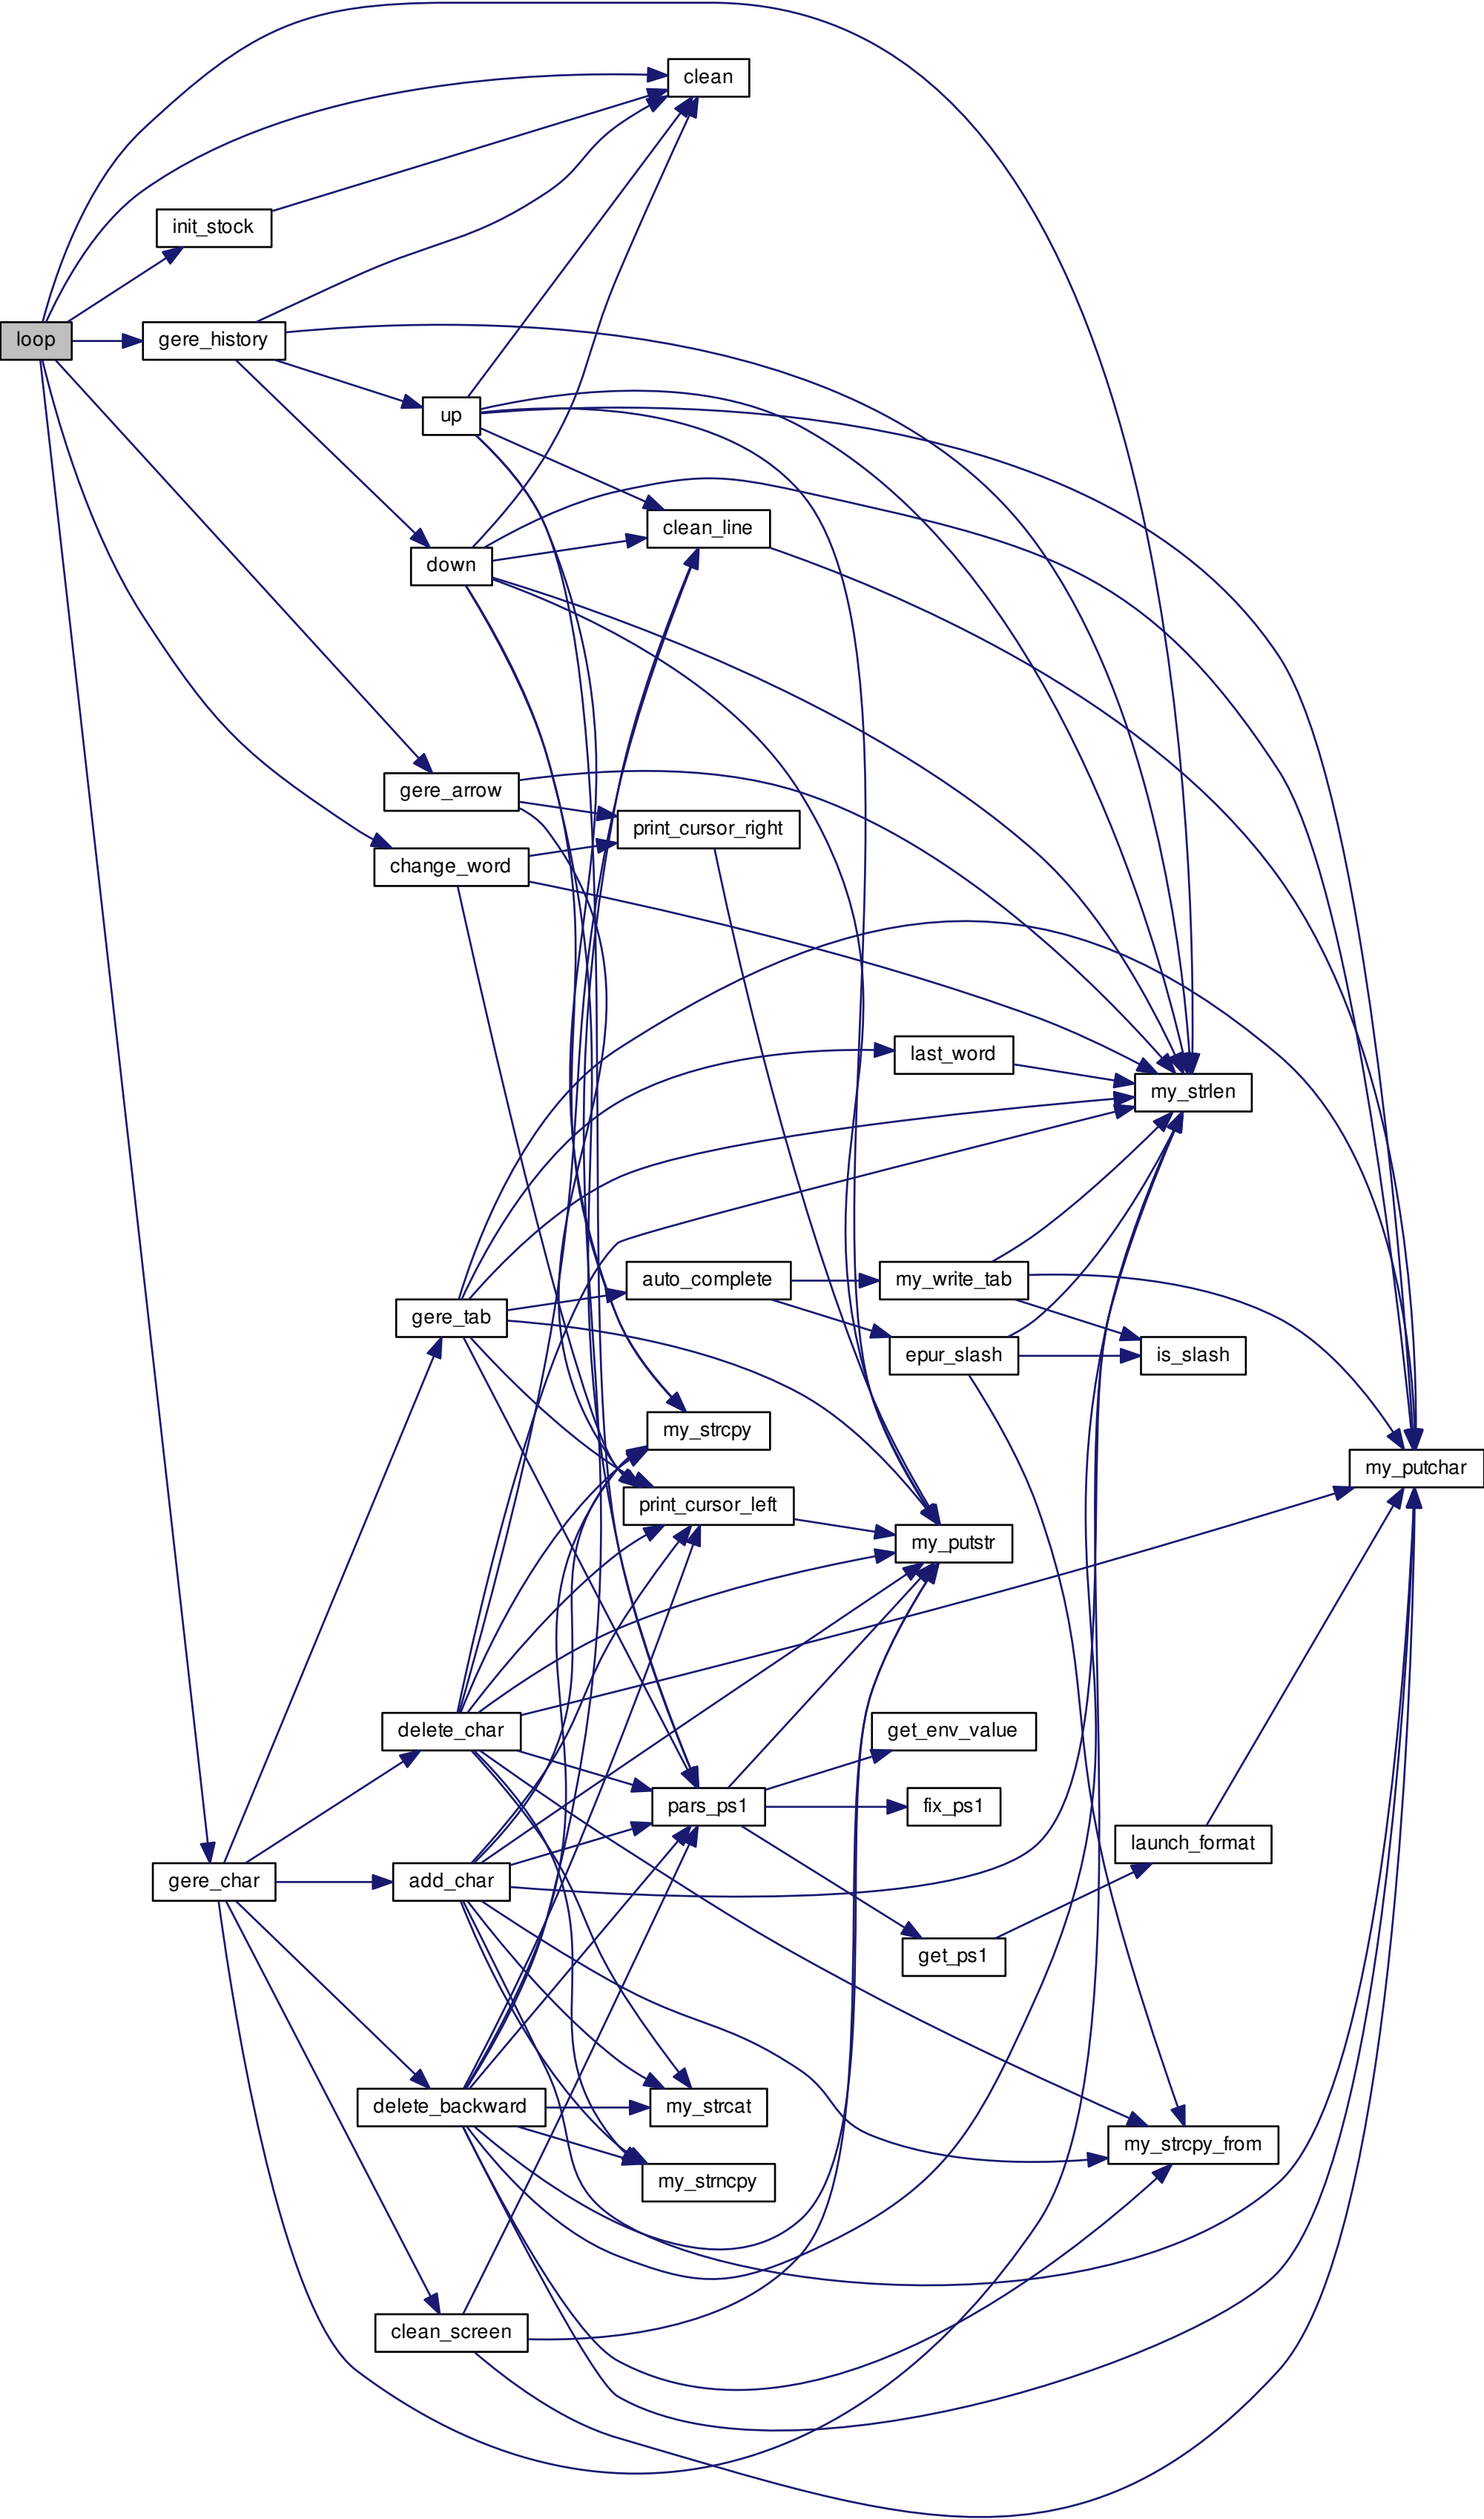 clean
init_stock
loop
gere_history
up
clean_line
down
gere_arrow
print_cursor_right
change_word
last_word
my_strlen
auto_complete
my_write_tab
gere_tab
epur_slash
is_slash
my_strcpy
my_putchar
print_cursor_left
my_putstr
delete_char
get_env_value
pars_ps1
fix_ps1
launch_format
gere_char
add_char
get_ps1
delete_backward
my_strcat
my_strcpy_from
my_strncpy
clean_screen